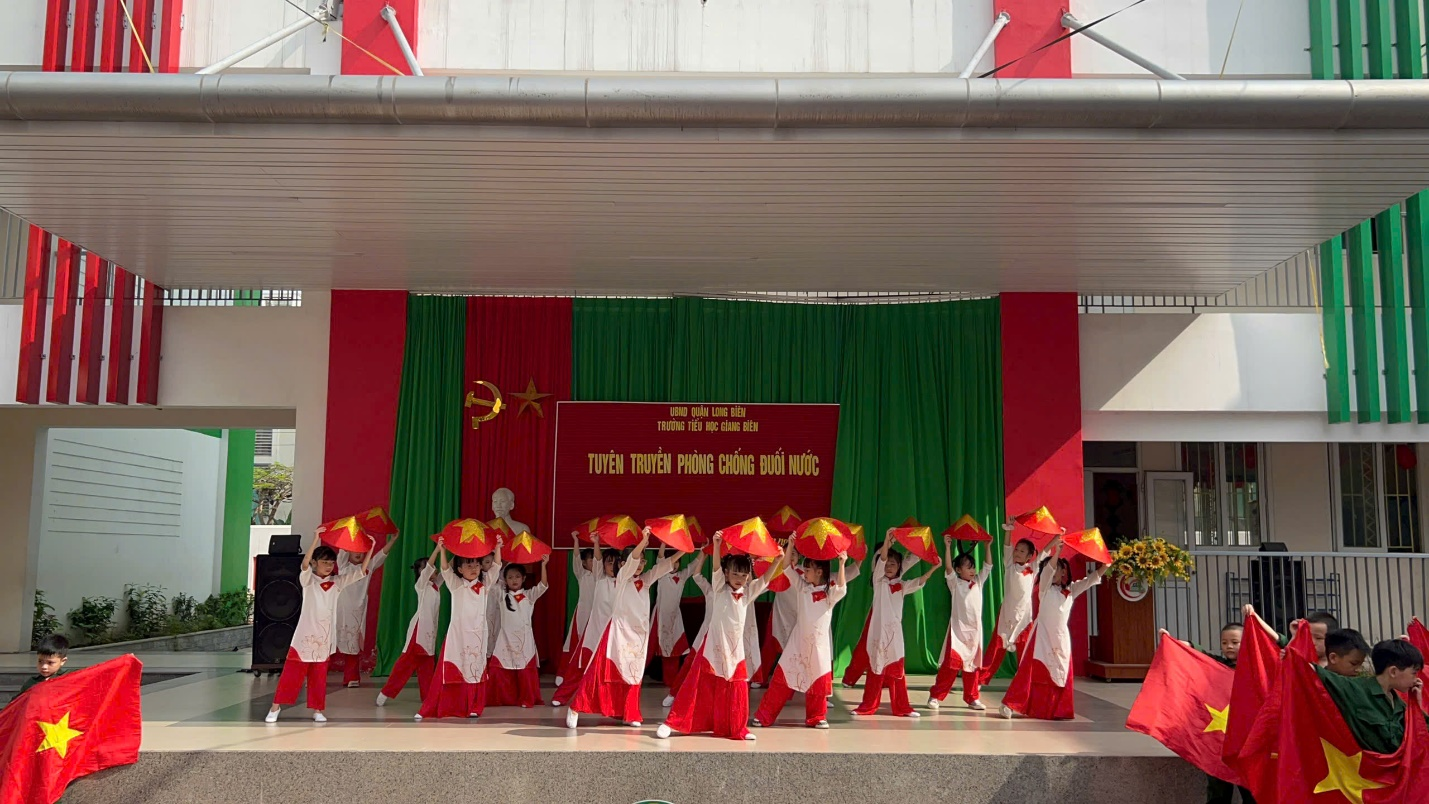 UBND QUẬN LONG BIÊN
TRƯỜNG TIỂU HỌC GIANG BIÊN
TUYÊN TRUYỀN PHÒNG CHỐNG ĐUỐI NƯỚC